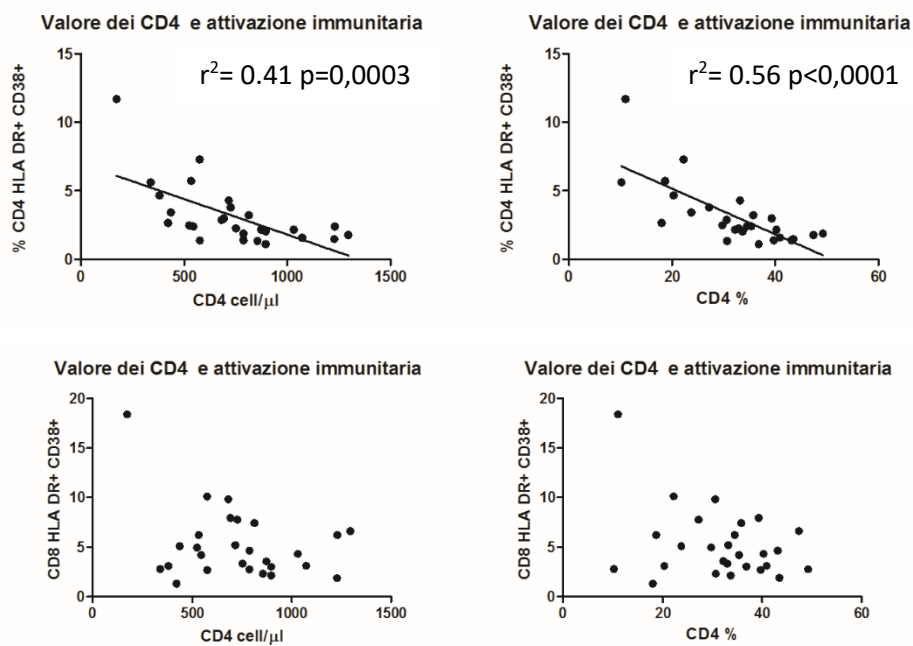 Valore dei CD4 e attivazione immunitaria
r²= 0.41 p=0,0003
% CD4 HLA DR+ CD38+
15
10
5
0
0 500 1000 1500
CD4 cell/µl
Valore dei CD4 e attivazione immunitaria
r²= 0.56 p<0,0001
% CD4 HLA DR+ CD38+
15
10
5
0
0 20 40 60
CD4 %
Valore dei CD4 e attivazione immunitaria
CD8 HLA DR+ CD38+
20
15
10
5
0
0 500 1000 1500
CD4 cell/µl
Valore dei CD4 e attivazione immunitaria
CD8 HLA DR+ CD38+
20
15
10
5
0
0 20 40 60
CD4 %